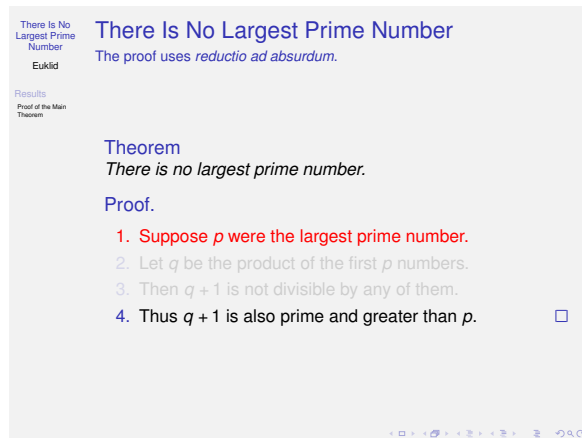 There Is No
Largest Prime
Number
Euklid
Results
Proof of the Main
Theorem
There Is No Largest Prime Number
The proof uses reductio ad absurdum.
Theorem
There is no largest prime number.
Proof.
1. Suppose p were the largest prime number.
2. Let q be the product of the first p numbers.
3. Then q + 1 is not divisible by any of them.
4. Thus q + 1 is also prime and greater than p.